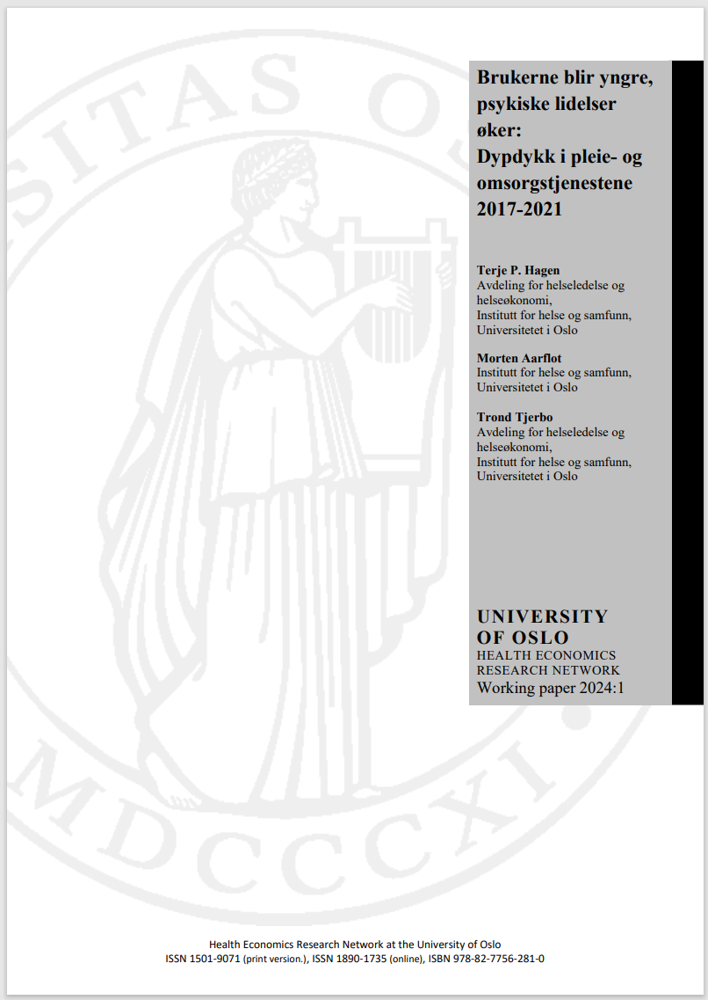 SITAS OS
Brukerne blir yngre,
psykiske lidelser
øker:
Dypdykk i pleie- og
omsorgstjenestene
2017-2021
Terje P. Hagen
Avdeling for helseledelse og
helseøkonomi,
Institutt for helse og samfunn,
Universitetet i Oslo
Morten Aarflot
Institutt for helse og samfunn,
Universitetet i Oslo
Trond Tjerbo
Avdeling for helseledelse og
helseøkonomi,
Institutt for helse og samfunn,
Universitetet i Oslo
UNIVERSITY
OF OSLO
HEALTH ECONOMICS
RESEARCH NETWORK
Working paper 2024:1
MDCCCXI
Health Economics Research Network at the University of Oslo
ISSN 1501-9071 (print version.), ISSN 1890-1735 (online), ISBN 978-82-7756-281-0